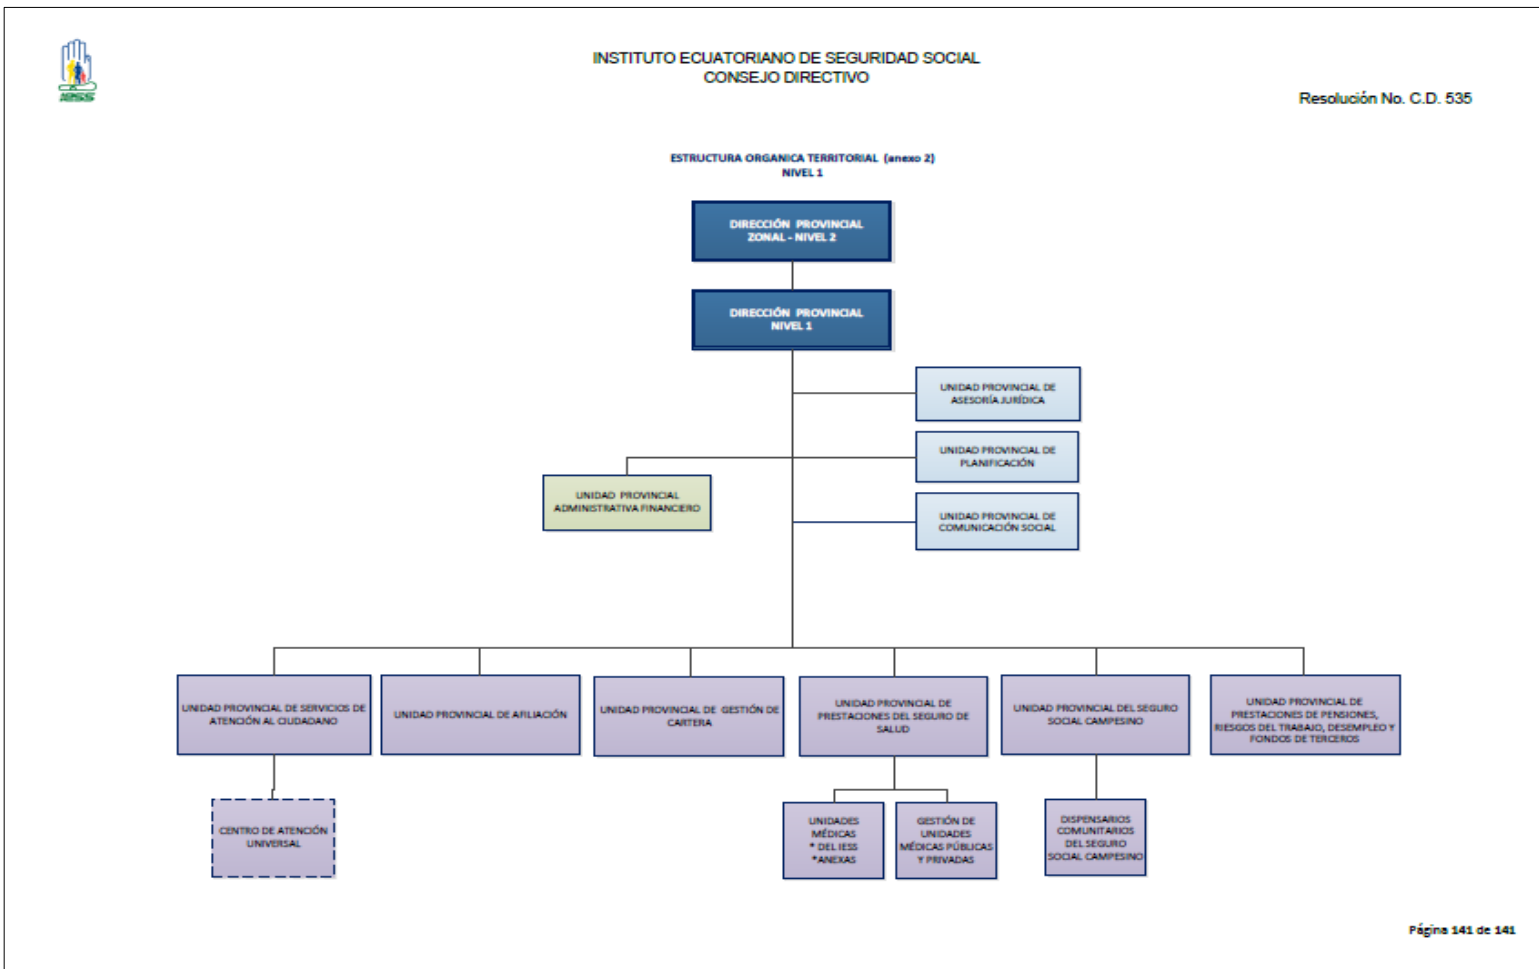 iess
INSTITUTO ECUATORIANO DE SEGURIDAD SOCIAL
CONSEJO DIRECTIVO
Resolución No. C.D. 535
ESTRUCTURA ORGANICA TERRITORIAL (anexo 2)
NIVEL 1
DIRECCIÓN PROVINCIAL
ZONAL - NIVEL 2
DIRECCIÓN PROVINCIAL
NIVEL 1
UNIDAD PROVINCIAL DE
ASESORÍA JURÍDICA
UNIDAD PROVINCIAL DE
PLANIFICACIÓN
UNIDAD PROVINCIAL
ADMINISTRATIVA FINANCIERO
UNIDAD PROVINCIAL DE
COMUNICACIÓN SOCIAL
UNIDAD PROVINCIAL DE SERVICIOS DE
ATENCIÓN AL CIUDADANO
UNIDAD PROVINCIAL DE AFILIACIÓN
UNIDAD PROVINCIAL DE GESTIÓN DE
CARTERA
UNIDAD PROVINCIAL DE
PRESTACIONES DEL SEGURO DE
SALUD
UNIDAD PROVINCIAL DEL SEGURO
SOCIAL CAMPESINO
UNIDAD PROVINCIAL DE
PRESTACIONES DE PENSIONES,
RIESGOS DEL TRABAJO, DESEMPLEO Y
FONDOS DE TERCEROS
CENTRO DE ATENCIÓN
UNIVERSAL
UNIDADES
MÉDICAS
* DEL IESS
*ANEXAS
GESTIÓN DE
UNIDADES
MÉDICAS PÚBLICAS
Y PRIVADAS
DISPENSARIOS
COMUNITARIOS
DEL SEGURO
SOCIAL CAMPESINO
Página 141 de 141